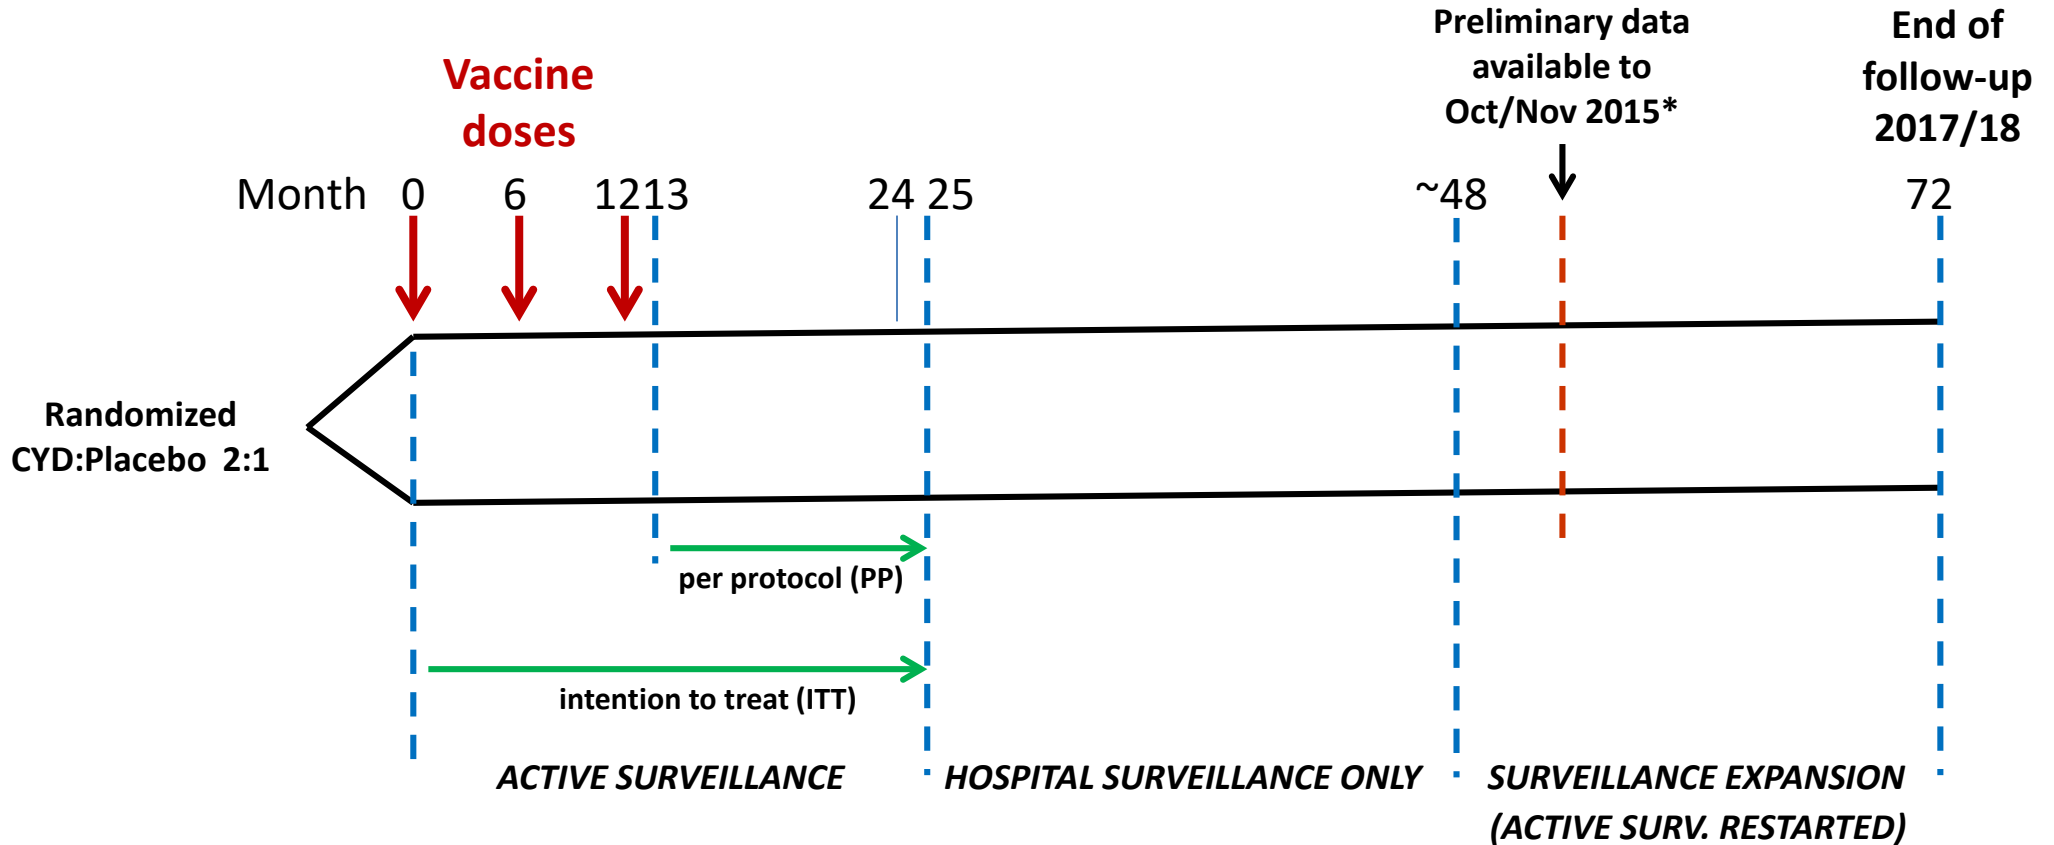 Preliminary data
available to
Oct/Nov 2015*
End of
follow-up
2017/18
Vaccine
doses
Month 0 6 12 13 24 25 ~48 72
Randomized
CYD:Placebo 2:1
per protocol (PP)
intention to treat (ITT)
ACTIVE SURVEILLANCE
HOSPITAL SURVEILLANCE ONLY
SURVEILLANCE EXPANSION
(ACTIVE SURV. RESTARTED)